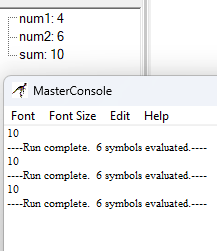 num1: 4
num2: 6
sum: 10
MasterConsole
Font Font Size Edit Help
10
----Run complete.  6 symbols evaluated.----
10
----Run complete.  6 symbols evaluated.----
10
----Run complete.  6 symbols evaluated.----